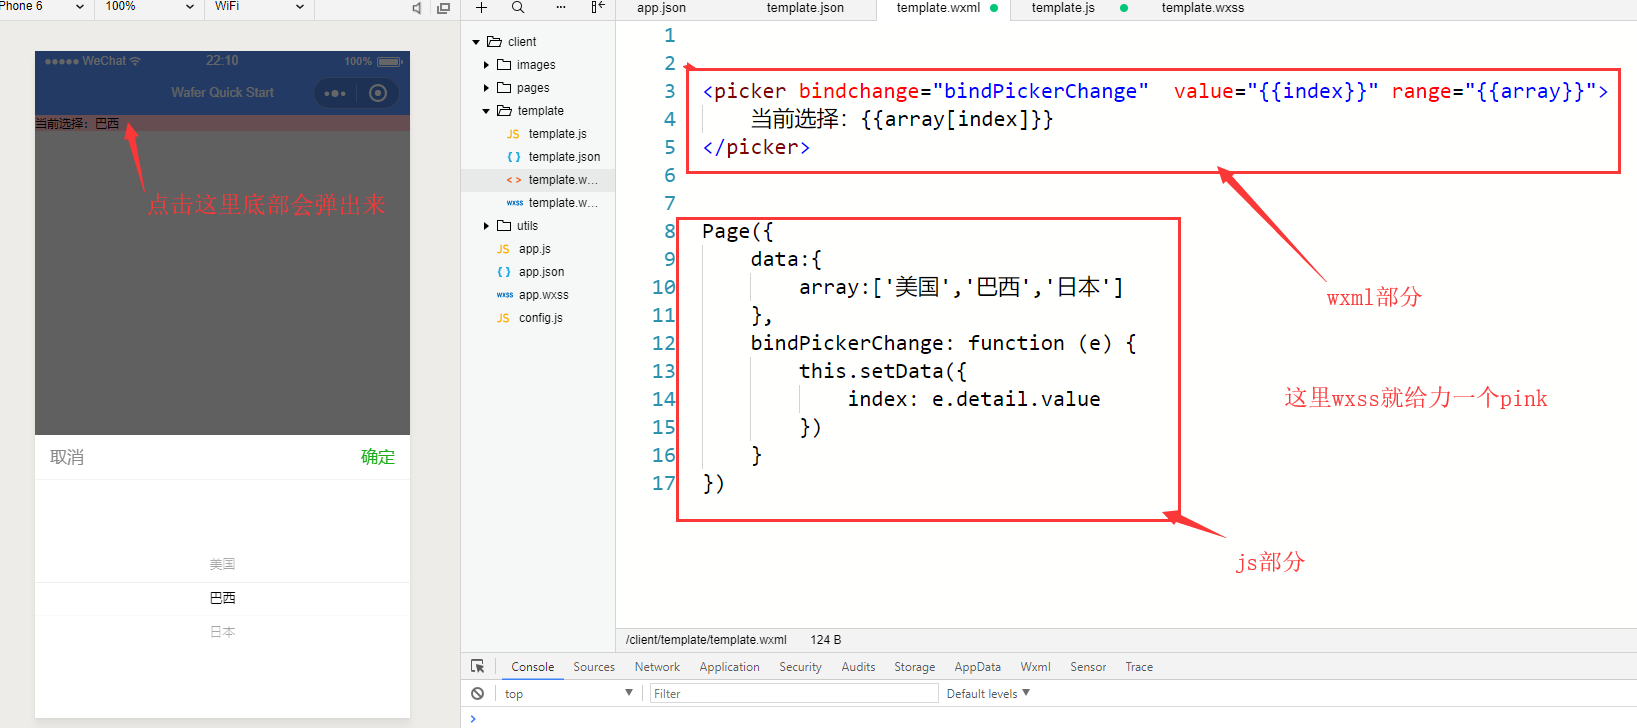 Phone 6 100% WiFi
WeChat 22:10 100%
Wafer Quick Start
当前选择：巴西
点击这里底部会弹出来
取消 确定
美国
巴西
日本
client
images
pages
template
JS template.js
{ } template.json
< > template.w...
wxss template.w...
utils
JS app.js
{ } app.json
wxss app.wxss
JS config.js
app.json template.json template.wxml template.js template.wxss
1
2
3 <picker bindchange="bindPickerChange" value="{{index}}" range="{{array}}">
4 当前选择：{{array[index]}}
5 </picker>
6
7
8 Page({
9 data:{
10 array:['美国','巴西','日本']
11 },
12 bindPickerChange: function (e) {
13 this.setData({
14 index: e.detail.value
15 })
16 }
17 })
wxml部分
这里wxss就给力一个pink
js部分
/client/template/template.wxml 124 B
Console Sources Network Application Security Audits Storage AppData Wxml Sensor Trace
top Filter Default levels